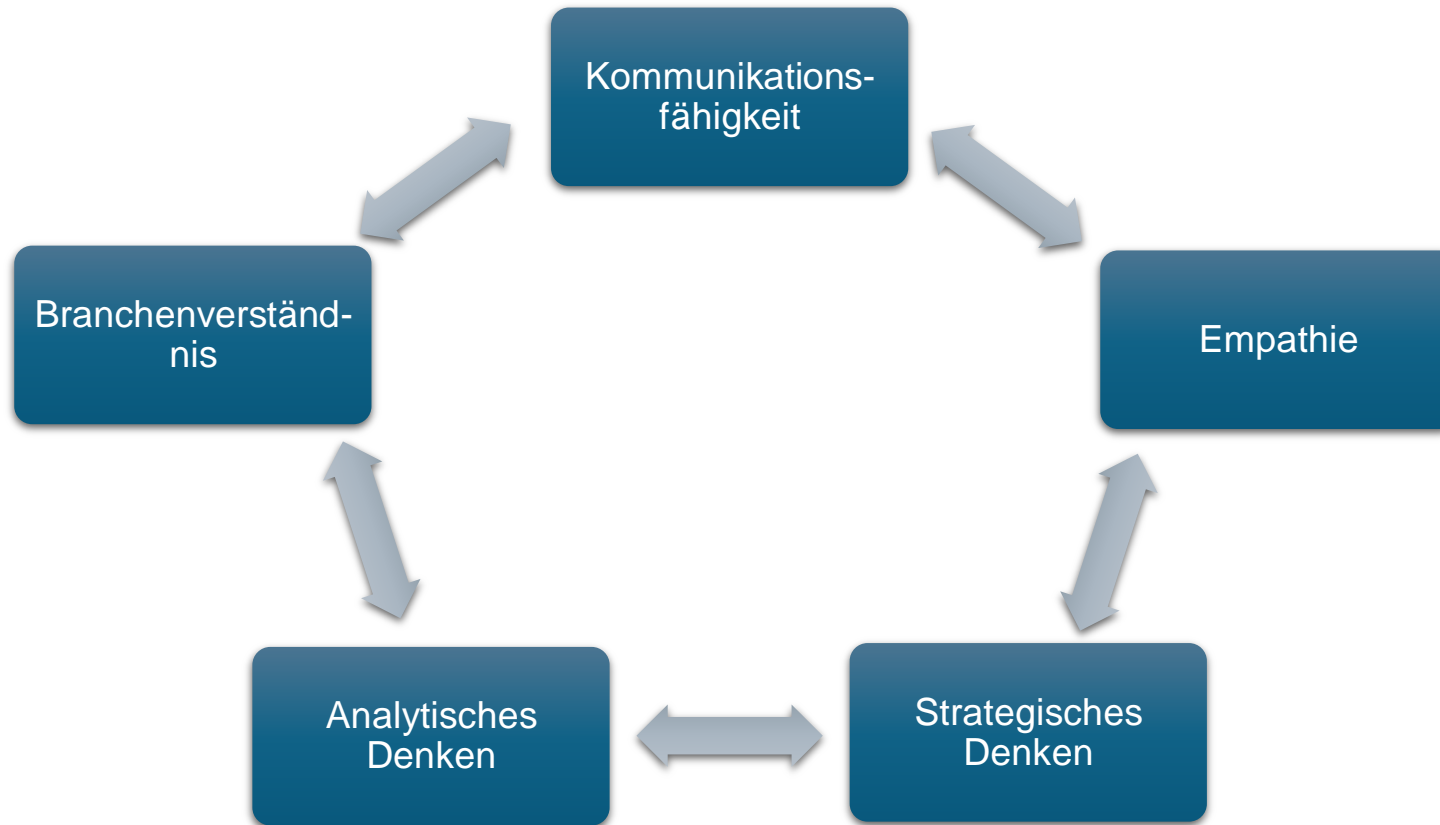 Kommunikations-
fähigkeit
Branchenverständ-
nis
Empathie
Analytisches
Denken
Strategisches
Denken